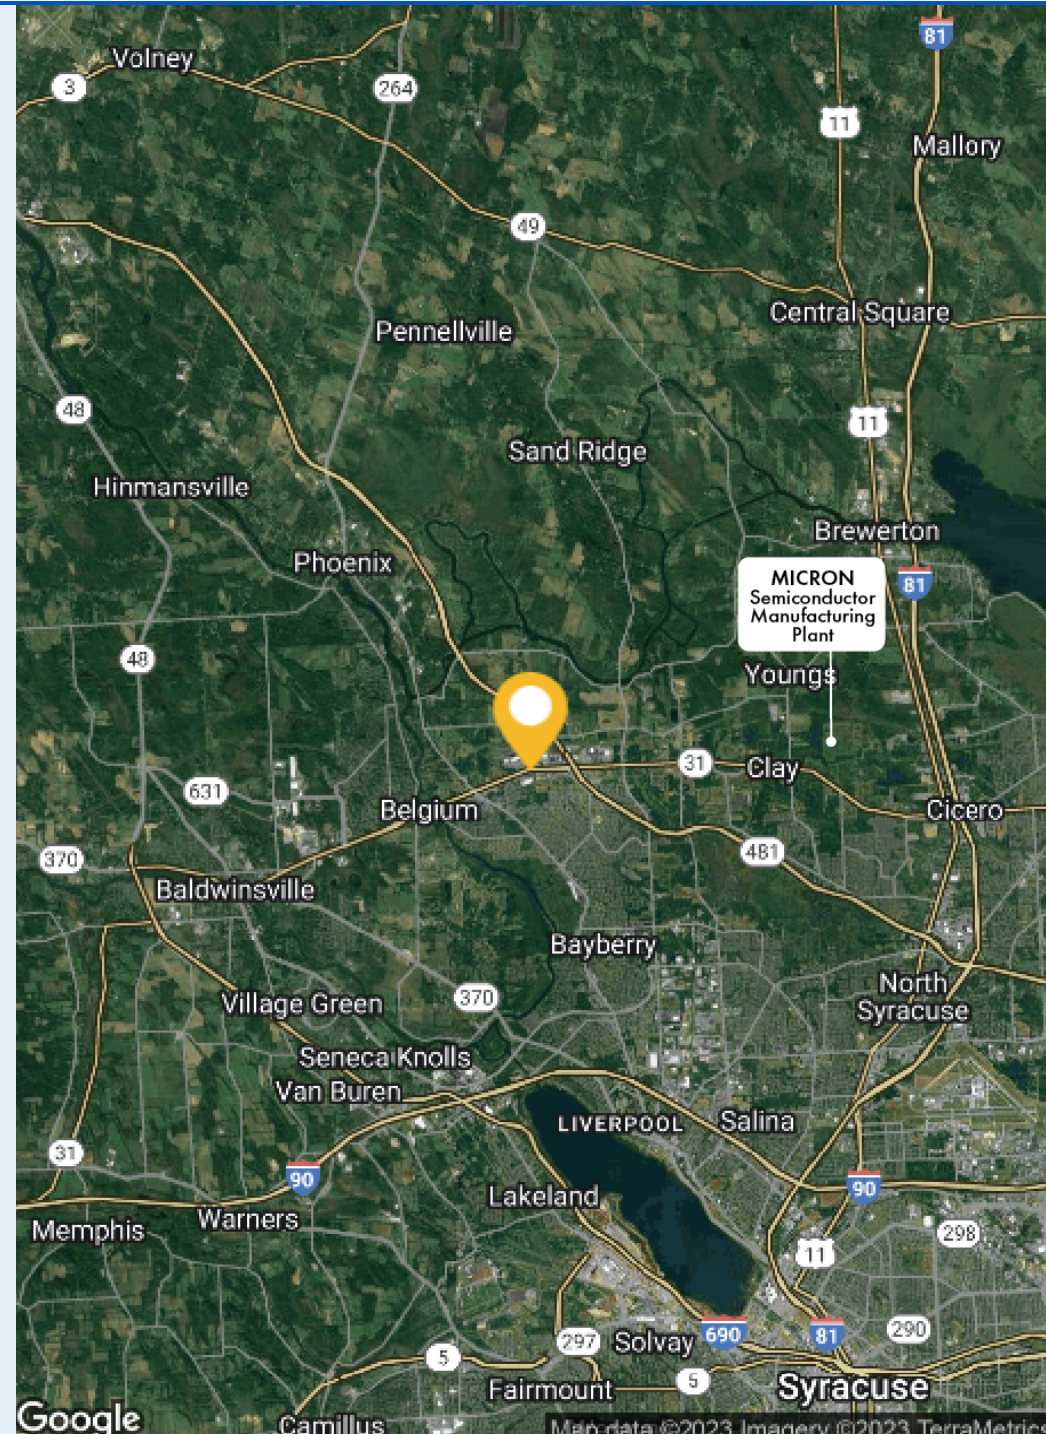 81
Volney
3
264
11
Mallory
49
Central Square
Pennellville
48
11
Sand Ridge
Hinmansville
Brewerton
Phoenix
MICRON
Semiconductor
Manufacturing
Plant
81
48
Youngs
31
Clay
631
Belgium
Cicero
370
481
Baldwinsville
Bayberry
North
Syracuse
370
Village Green
Seneca Knolls
Van Buren
LIVERPOOL
Salina
31
90
90
Lakeland
Memphis
Warners
298
11
690
81
290
297
Solvay
5
5
Fairmount
Syracuse
Google
Camillus
Map data ©2023 Imagery ©2023 TerraMetrics